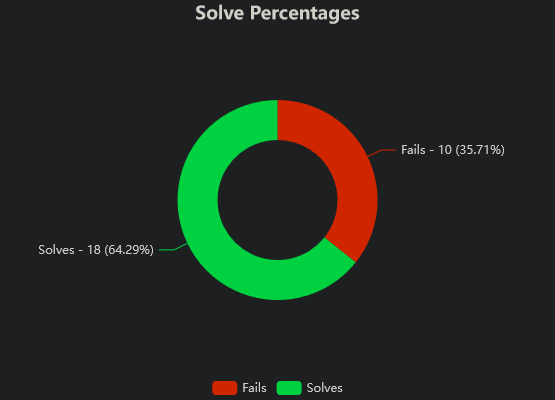 Solve Percentages
Fails - 10 (35.71%)
Solves - 18 (64.29%)
Fails Solves